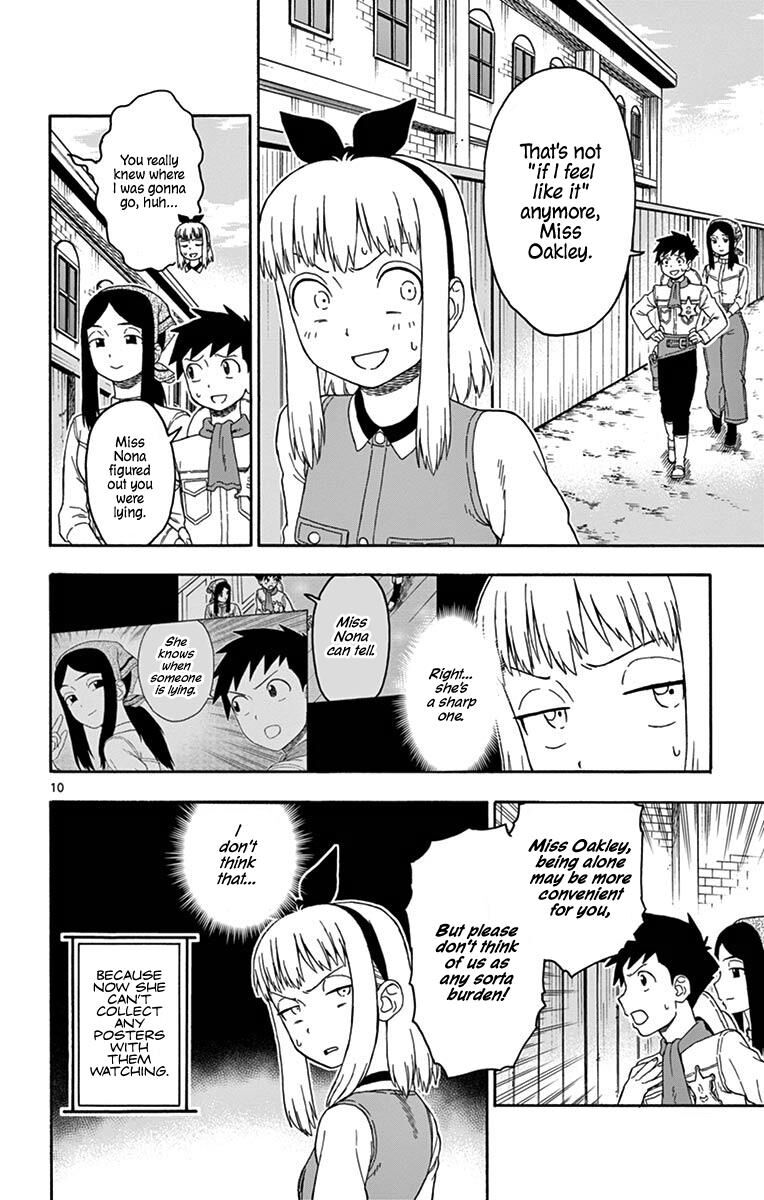 That's not
"if I feel
like it"
anymore,
Miss
Oakley.
You really
knew where
I was gonna
go, huh...
Miss
Nona
figured
out you
were
lying.
Right...
she's
a sharp
one.
Miss
Nona
can tell.
She
knows
when
someone
is lying.
10
Miss Oakley,
being alone
may be more
convenient
for you,
But please
don't think
of us as
any sorta
burden!
I
don't
think
that...
BECAUSE
NOW SHE
CAN'T
COLLECT
ANY
POSTERS
WITH
THEM
WATCHING.